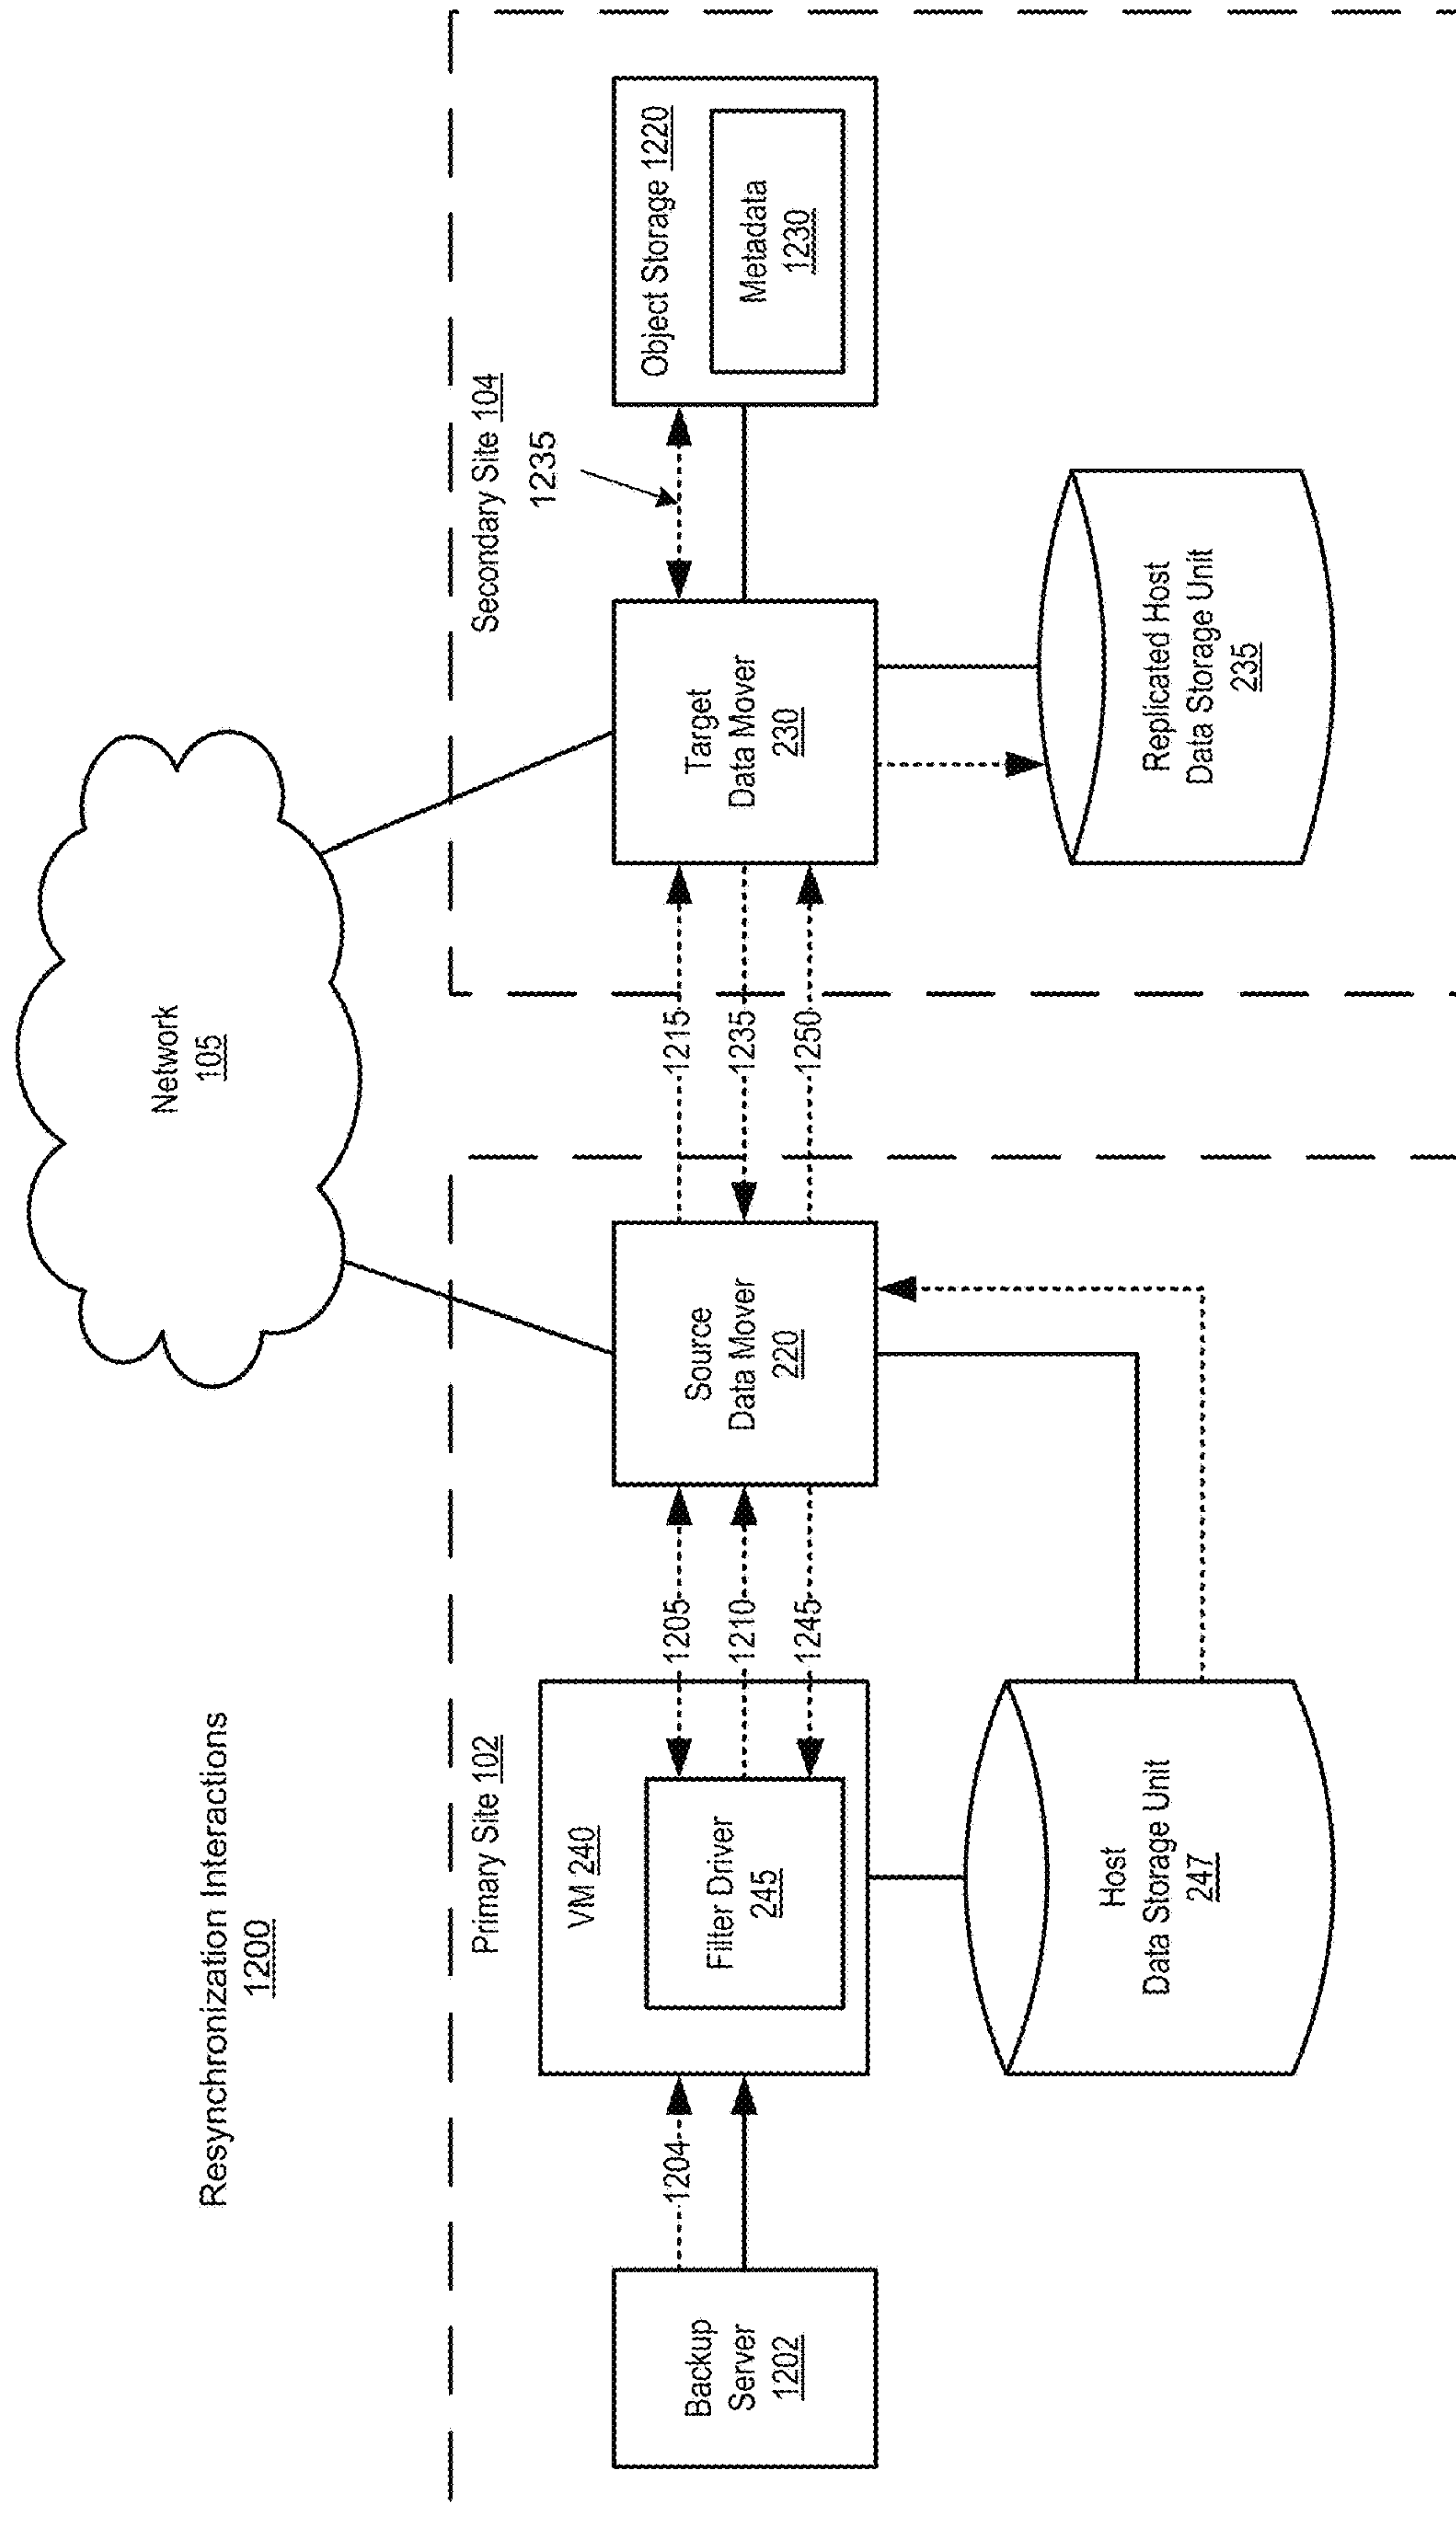 Resynchronization Interactions
1200
Network
105
Primary Site 102
Secondary Site 104
1235
Backup
Server
1202
1204
VM 240
Filter Driver
245
1205
1210
1245
Source
Data Mover
220
1215
1235
1250
Target
Data Mover
230
Object Storage 1220
Metadata
1230
Host
Data Storage Unit
247
Replicated Host
Data Storage Unit
235